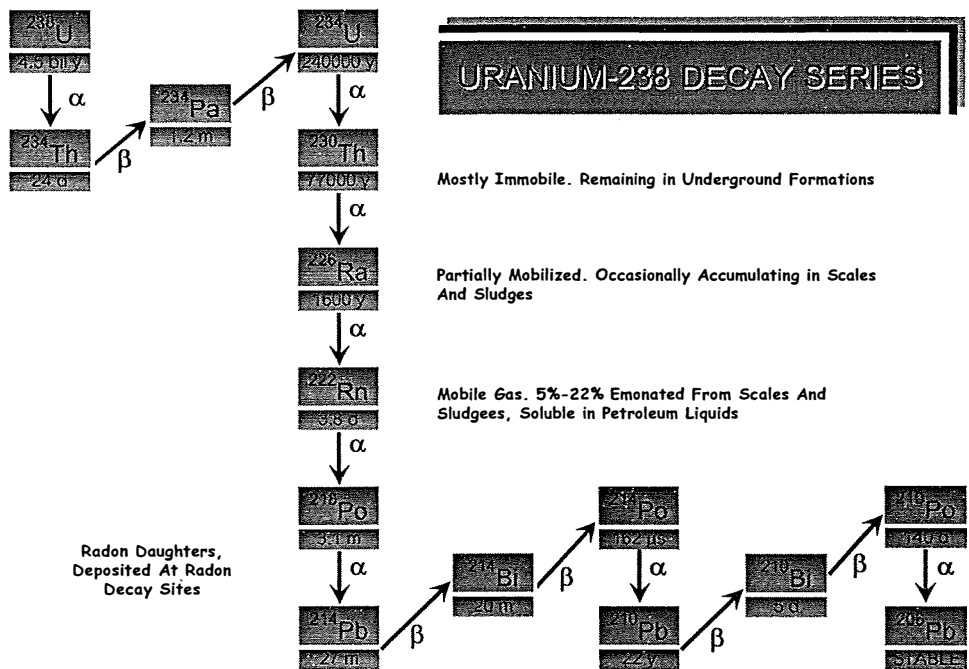 URANIUM-238 DECAY SERIES
238U
4.5 bil y
α
234Th
24 d
β
234Pa
1.2 m
β
234U
240000 y
α
230Th
77000 y
Mostly Immobile. Remaining in Underground Formations
α
226Ra
1600 y
Partially Mobilized. Occasionally Accumulating in Scales
And Sludges
α
222Rn
3.8 d
Mobile Gas. 5%-22% Emonated From Scales And
Sludgees, Soluble in Petroleum Liquids
α
218Po
3.1 m
Radon Daughters,
Deposited At Radon
Decay Sites
α
214Pb
27 m
β
214Bi
20 m
β
214Po
162 µs
α
210Pb
22 y
β
210Bi
5 d
β
210Po
140 d
α
206Pb
STABLE